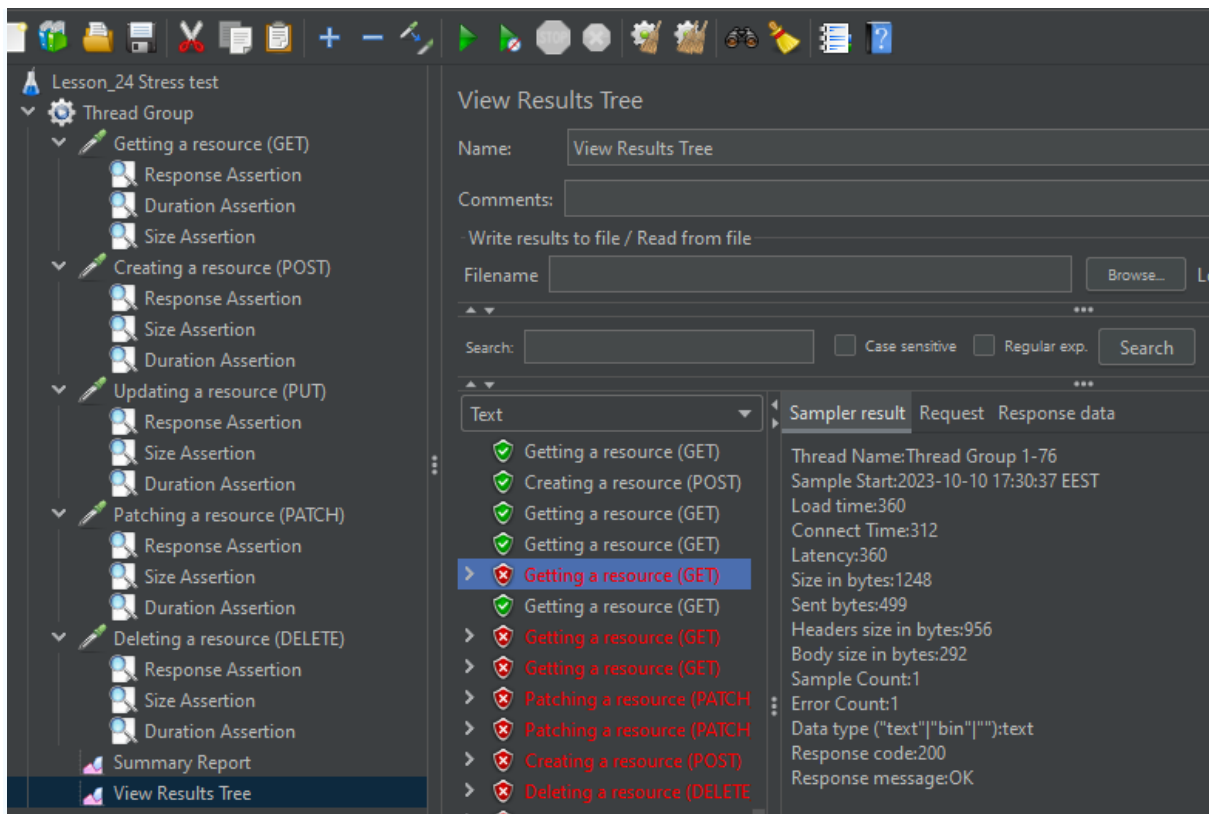 STOP
Lesson_24 Stress test
Thread Group
Getting a resource (GET)
Response Assertion
Duration Assertion
Size Assertion
Creating a resource (POST)
Response Assertion
Size Assertion
Duration Assertion
Updating a resource (PUT)
Response Assertion
Size Assertion
Duration Assertion
Patching a resource (PATCH)
Response Assertion
Size Assertion
Duration Assertion
Deleting a resource (DELETE)
Response Assertion
Size Assertion
Duration Assertion
Summary Report
View Results Tree
View Results Tree
Name: View Results Tree
Comments:
Write results to file / Read from file
Filename Browse...
Search: Case sensitive Regular exp. Search
Text
Getting a resource (GET)
Creating a resource (POST)
Getting a resource (GET)
Getting a resource (GET)
Getting a resource (GET)
Getting a resource (GET)
Getting a resource (GET)
Getting a resource (GET)
Patching a resource (PATCH
Patching a resource (PATCH
Creating a resource (POST)
Deleting a resource (DELETE
Sampler result Request Response data
Thread Name:Thread Group 1-76
Sample Start:2023-10-10 17:30:37 EEST
Load time:360
Connect Time:312
Latency:360
Size in bytes:1248
Sent bytes:499
Headers size in bytes:956
Body size in bytes:292
Sample Count:1
Error Count:1
Data type ("text"|"bin"|""):text
Response code:200
Response message:OK